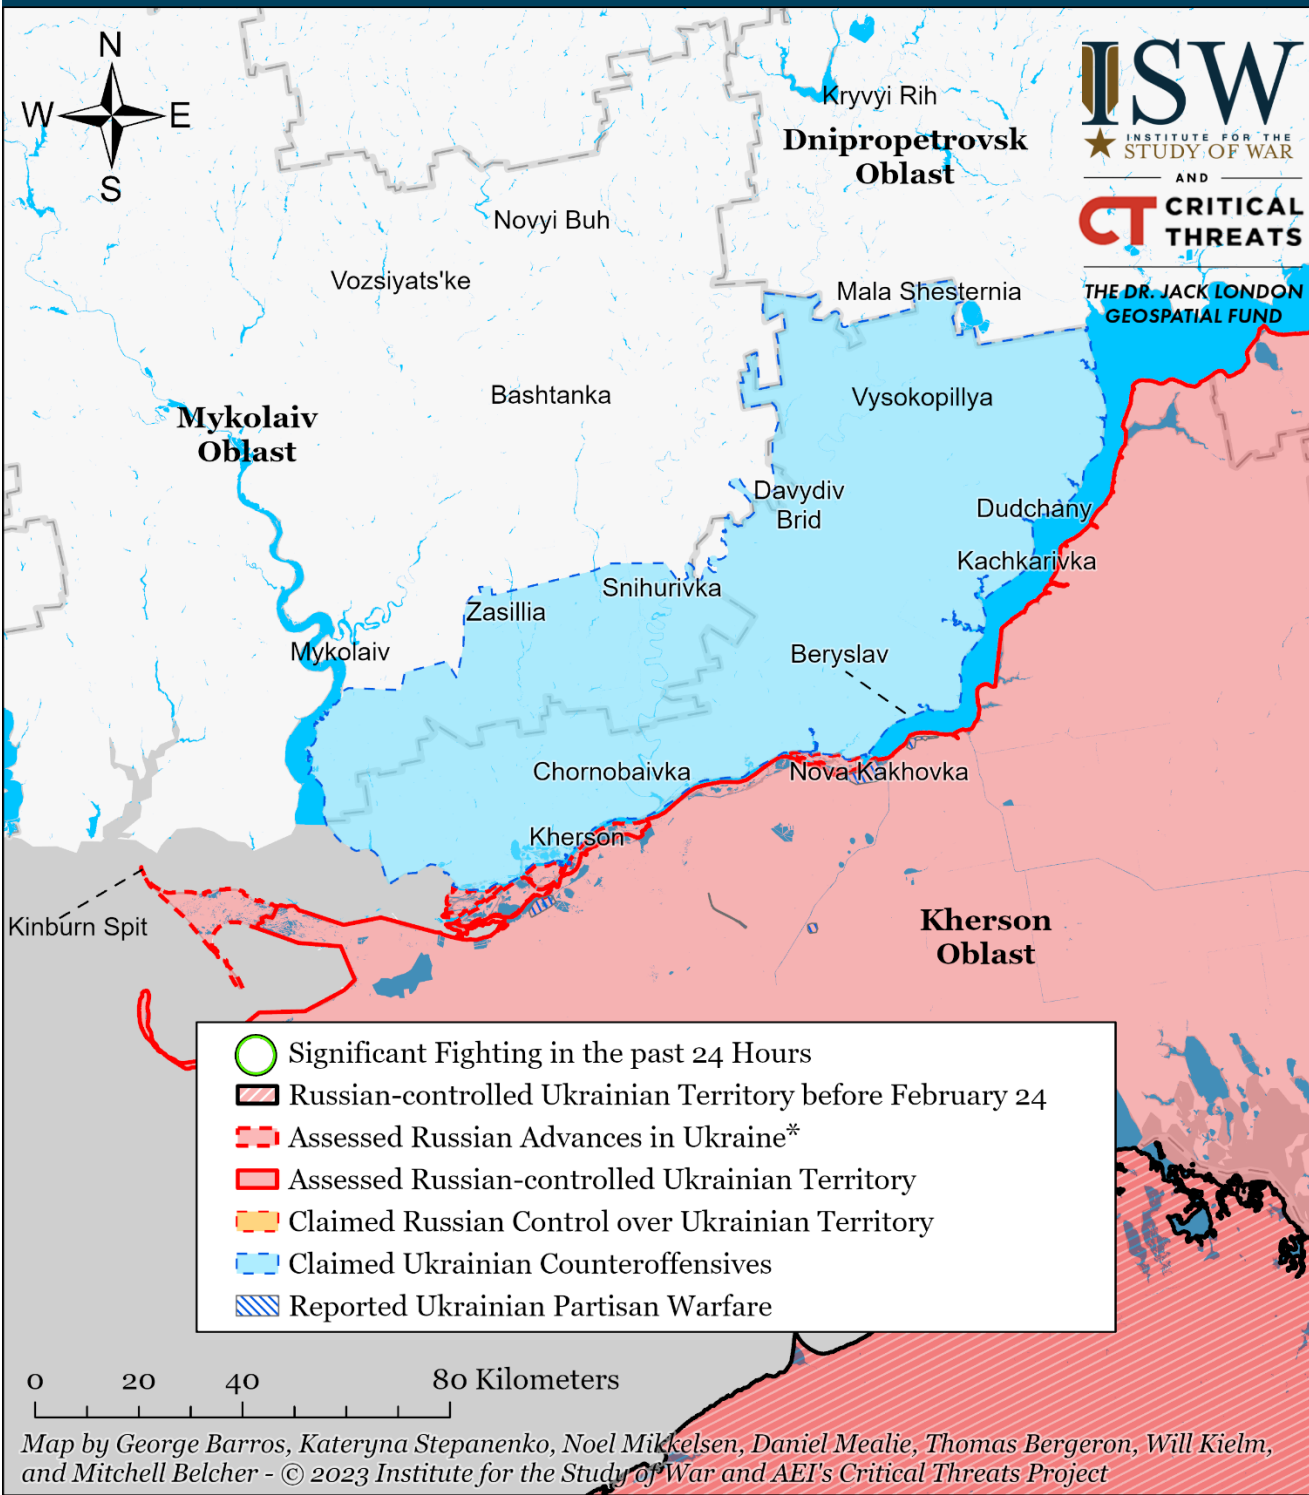 N
W
E
S
ISW
INSTITUTE FOR THE
STUDY OF WAR
AND
CT CRITICAL
THREATS
THE DR. JACK LONDON
GEOSPATIAL FUND
Kryvyi Rih
Dnipropetrovsk
Oblast
Novyi Buh
Vozsiyats'ke
Mala Shesternia
Bashtanka
Vysokopillya
Mykolaiv
Oblast
Davydiv
Brid
Dudchany
Kachkarivka
Snihurivka
Zasillia
Mykolaiv
Beryslav
Chornobaivka
Nova Kakhovka
Kherson
Kinburn Spit
Kherson
Oblast
Significant Fighting in the past 24 Hours
Russian-controlled Ukrainian Territory before February 24
Assessed Russian Advances in Ukraine*
Assessed Russian-controlled Ukrainian Territory
Claimed Russian Control over Ukrainian Territory
Claimed Ukrainian Counteroffensives
Reported Ukrainian Partisan Warfare
0 20 40 80 Kilometers
Map by George Barros, Kateryna Stepanenko, Noel Mikkelsen, Daniel Mealie, Thomas Bergeron, Will Kielm,
and Mitchell Belcher - © 2023 Institute for the Study of War and AEI's Critical Threats Project